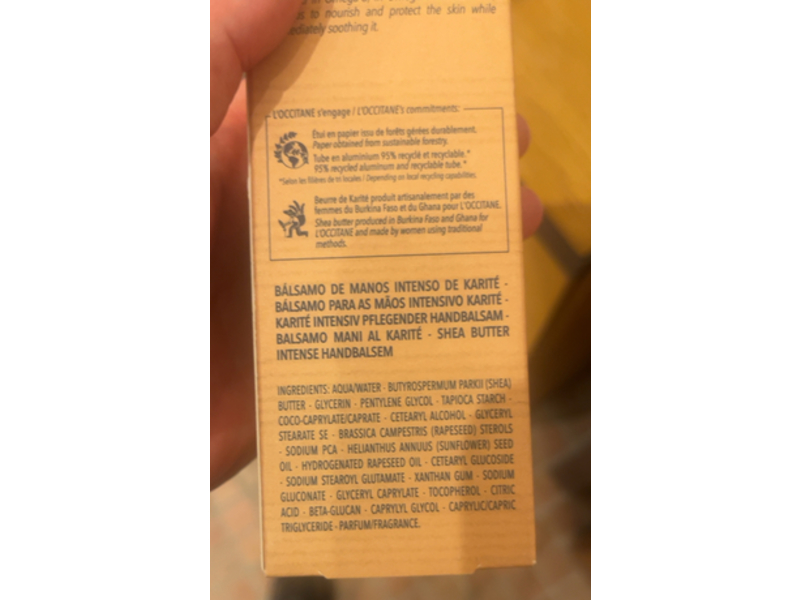 to nourish and protect the skin while
soothing it.
L'OCCITANE s'engage / L'OCCITANE's commitments:
Étui en papier issu de forêts gérées durablement.
Paper obtained from sustainable forestry.
Tube en aluminium 95% recyclé et recyclable.*
95% recycled aluminum and recyclable tube.*
*Selon les filières de tri locales / Depending on local recycling capabilities.
Beurre de Karité produit artisanalement par des
femmes du Burkina Faso et du Ghana pour L'OCCITANE.
Shea butter produced in Burkina Faso and Ghana for
L'OCCITANE and made by women using traditional
methods.
BÁLSAMO DE MANOS INTENSO DE KARITÉ -
BÁLSAMO PARA AS MÃOS INTENSIVO KARITÉ -
KARITÉ INTENSIV PFLEGENDER HANDBALSAM -
BALSAMO MANI AL KARITÉ - SHEA BUTTER
INTENSE HANDBALSEM
INGREDIENTS: AQUA/WATER - BUTYROSPERMUM PARKII (SHEA)
BUTTER - GLYCERIN - PENTYLENE GLYCOL - TAPIOCA STARCH -
COCO-CAPRYLATE/CAPRATE - CETEARYL ALCOHOL - GLYCERYL
STEARATE SE - BRASSICA CAMPESTRIS (RAPESEED) STEROLS
- SODIUM PCA - HELIANTHUS ANNUUS (SUNFLOWER) SEED
OIL - HYDROGENATED RAPESEED OIL - CETEARYL GLUCOSIDE
- SODIUM STEAROYL GLUTAMATE - XANTHAN GUM - SODIUM
GLUCONATE - GLYCERYL CAPRYLATE - TOCOPHEROL - CITRIC
ACID - BETA-GLUCAN - CAPRYLYL GLYCOL - CAPRYLIC/CAPRIC
TRIGLYCERIDE - PARFUM/FRAGRANCE.